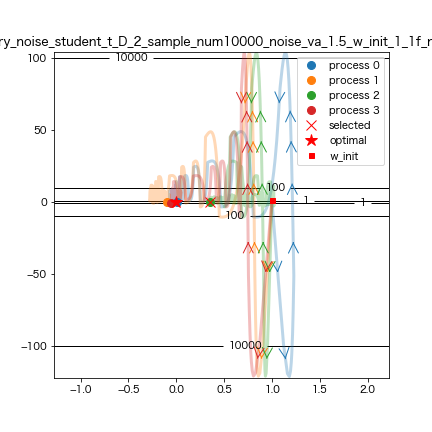 ry_noise_student_t_D_2_sample_num10000_noise_va_1.5_w_init_1_1f_r
100
50
0
−50
−100
−1.0
−0.5
0.0
0.5
1.0
1.5
2.0
10000
100
1
1
100
10000
process 0
process 1
process 2
process 3
selected
optimal
w_init